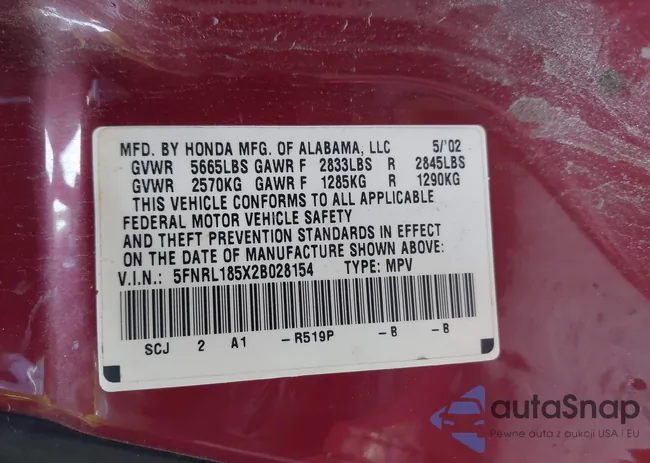 MFD. BY HONDA MFG. OF ALABAMA, LLC 5/'02
GVWR 5665LBS GAWR F 2833LBS R 2845LBS
GVWR 2570KG GAWR F 1285KG R 1290KG
THIS VEHICLE CONFORMS TO ALL APPLICABLE
FEDERAL MOTOR VEHICLE SAFETY
AND THEFT PREVENTION STANDARDS IN EFFECT
ON THE DATE OF MANUFACTURE SHOWN ABOVE:
V.I.N.: 5FNRL185X2B028154 TYPE: MPV
SCJ 2 A1 -R519P -B -B
autaSnap
Pewne auta z aukcji USA i EU